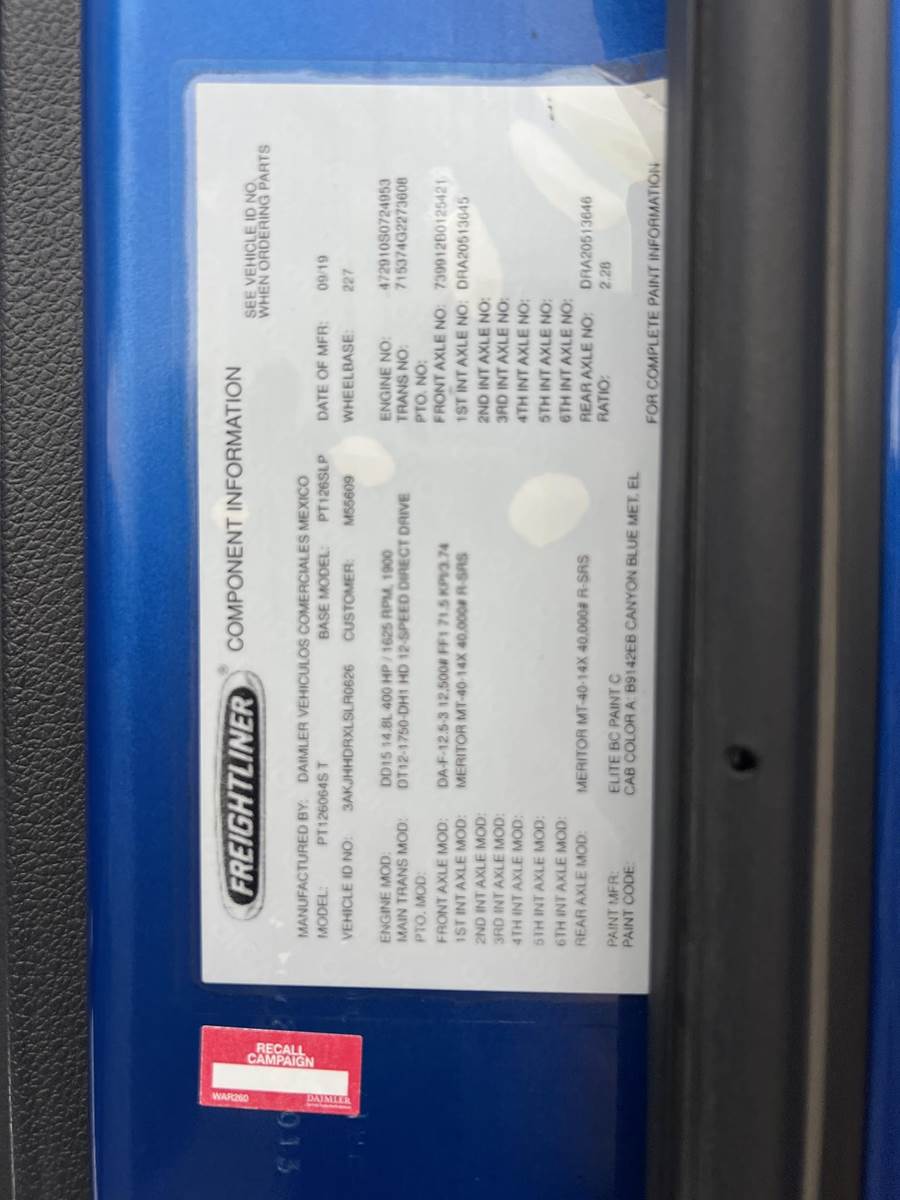 FREIGHTLINER®
COMPONENT INFORMATION
SEE VEHICLE ID NO.
WHEN ORDERING PARTS
MANUFACTURED BY: DAIMLER VEHICULOS COMERCIALES MEXICO
MODEL: PT126064S T BASE MODEL: PT126SLP DATE OF MFR: 09/19
VEHICLE ID NO: 3AKJHHDRXLSLR0626 CUSTOMER: M55609 WHEELBASE: 227
ENGINE MOD: DD15 14.8L 400 HP / 1625 RPM, 1900 ENGINE NO: 472910S0724953
MAIN TRANS MOD: DT12-1750-DH1 HD 12-SPEED DIRECT DRIVE TRANS NO: 715374G2273608
PTO. MOD: PTO. NO:
FRONT AXLE MOD: DA-F-12.5-3 12,500# FF1 71.5 KPI/3.74 FRONT AXLE NO: 739912B0125421
1ST INT AXLE MOD: MERITOR MT-40-14X 40,000# R-SRS 1ST INT AXLE NO: DRA20513645
2ND INT AXLE MOD: 2ND INT AXLE NO:
3RD INT AXLE MOD: 3RD INT AXLE NO:
4TH INT AXLE MOD: 4TH INT AXLE NO:
5TH INT AXLE MOD: 5TH INT AXLE NO:
6TH INT AXLE MOD: 6TH INT AXLE NO:
REAR AXLE MOD: MERITOR MT-40-14X 40,000# R-SRS REAR AXLE NO: DRA20513646
RATIO: 2.28
PAINT MFR: ELITE BC PAINT C
PAINT CODE: CAB COLOR A: B9142EB CANYON BLUE MET. EL FOR COMPLETE PAINT INFORMATION
RECALL
CAMPAIGN
WAR260 DAIMLER